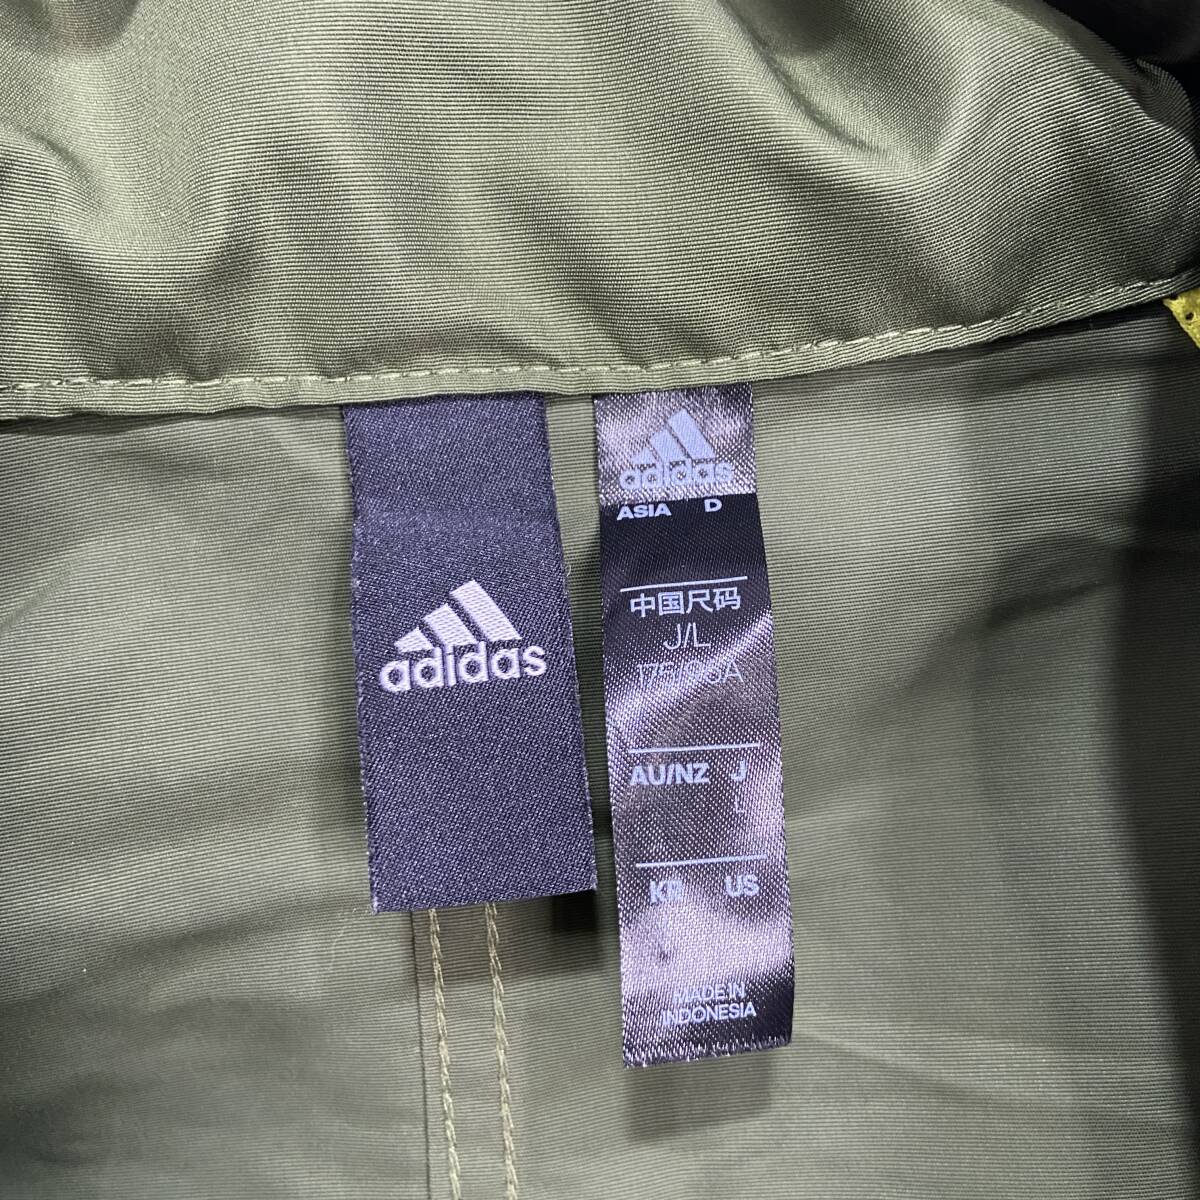 adidas
adidas
ASIA D
中国尺码
J/L
AU/NZ J
L
KR US
MADE IN
INDONESIA